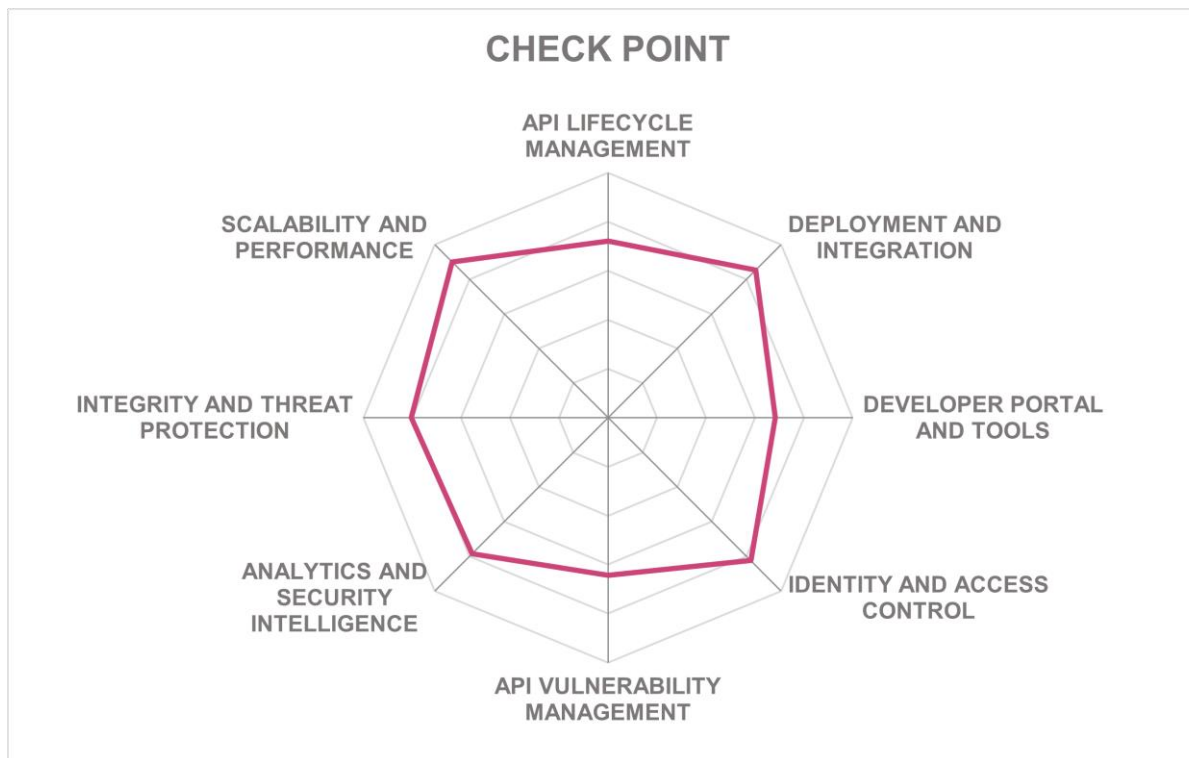 CHECK POINT
API LIFECYCLE
MANAGEMENT
SCALABILITY AND
PERFORMANCE
DEPLOYMENT AND
INTEGRATION
INTEGRITY AND THREAT
PROTECTION
DEVELOPER PORTAL
AND TOOLS
ANALYTICS AND
SECURITY
INTELLIGENCE
IDENTITY AND ACCESS
CONTROL
API VULNERABILITY
MANAGEMENT